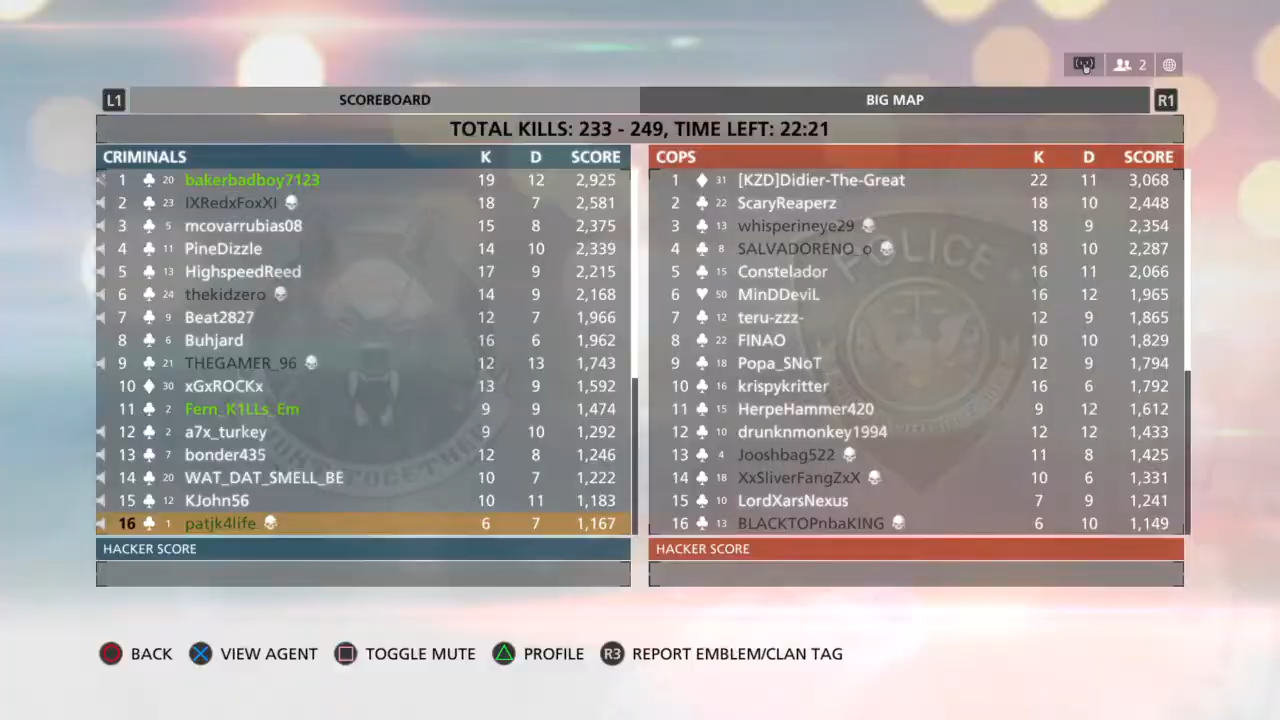 2
L1 SCOREBOARD BIG MAP R1
TOTAL KILLS: 233 - 249, TIME LEFT: 22:21
CRIMINALS K D SCORE
1 20 bakerbadboy7123 19 12 2,925
2 23 IXRedxFoxXI 18 7 2,581
3 5 mcovarrubias08 15 8 2,375
4 11 PineDizzle 14 10 2,339
5 13 HighspeedReed 17 9 2,215
6 24 thekidzero 14 9 2,168
7 9 Beat2827 12 7 1,966
8 6 Buhjard 16 6 1,962
9 21 THEGAMER_96 12 13 1,743
10 30 xGxROCKx 13 9 1,592
11 2 Fern_K1LLs_Em 9 9 1,474
12 2 a7x_turkey 9 10 1,292
13 7 bonder435 12 8 1,246
14 20 WAT_DAT_SMELL_BE 10 7 1,222
15 12 KJohn56 10 11 1,183
16 1 patjk4life 6 7 1,167
HACKER SCORE
COPS K D SCORE
1 31 [KZD]Didier-The-Great 22 11 3,068
2 22 ScaryReaperz 18 10 2,448
3 13 whisperineye29 18 9 2,354
4 8 SALVADORENO_o 18 10 2,287
5 15 Constelador 16 11 2,066
6 50 MinDDeviL 16 12 1,965
7 12 teru-zzz- 12 9 1,865
8 22 FINAO 10 10 1,829
9 18 Popa_SNoT 12 9 1,794
10 16 krispykritter 16 6 1,792
11 15 HerpeHammer420 9 12 1,612
12 10 drunknmonkey1994 12 12 1,433
13 4 Jooshbag522 11 8 1,425
14 18 XxSliverFangZxX 10 6 1,331
15 10 LordXarsNexus 7 9 1,241
16 13 BLACKTOPnbaKING 6 10 1,149
HACKER SCORE
POLICE
BACK VIEW AGENT TOGGLE MUTE PROFILE R3 REPORT EMBLEM/CLAN TAG